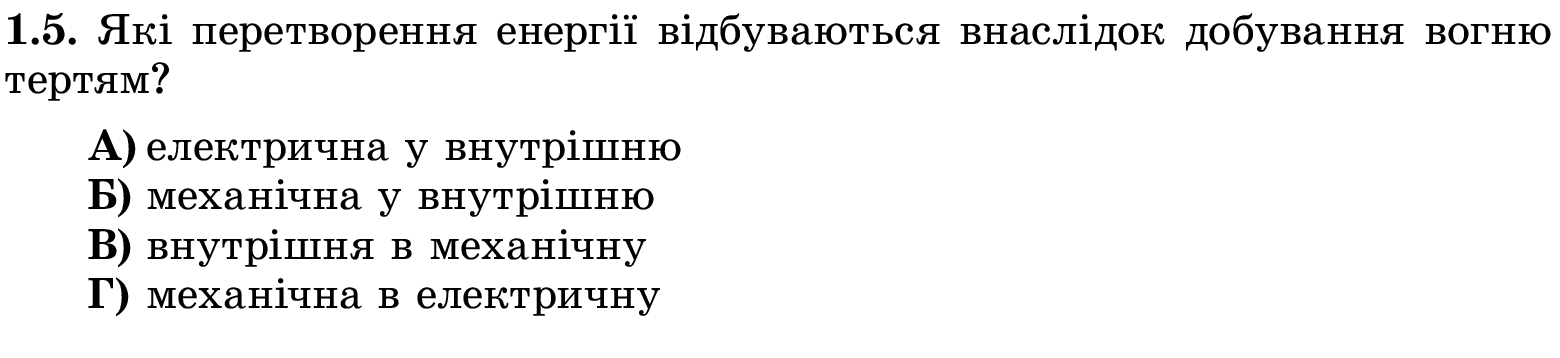 1.5. Які перетворення енергії відбуваються внаслідок добування вогню
тертям?
А) електрична у внутрішню
Б) механічна у внутрішню
В) внутрішня в механічну
Г) механічна в електричну